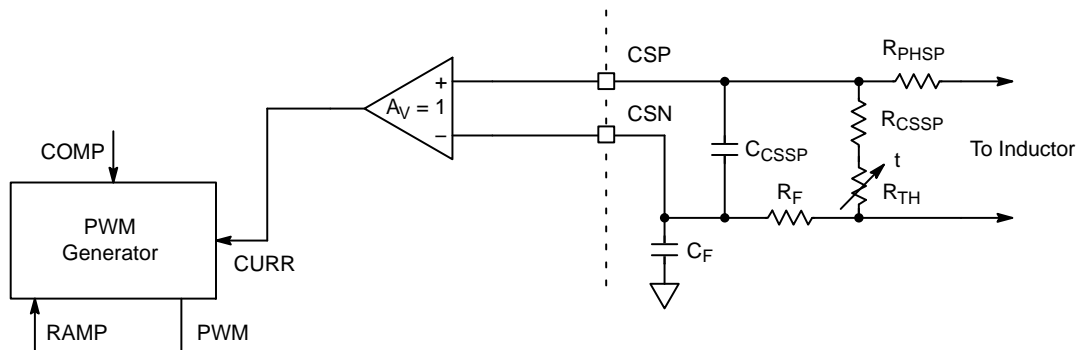 CSP
R_PHSP
+
A_V = 1
CSN
−
R_CSSP
COMP
C_CSSP
t
To Inductor
R_F
R_TH
PWM
Generator
C_F
CURR
RAMP
PWM